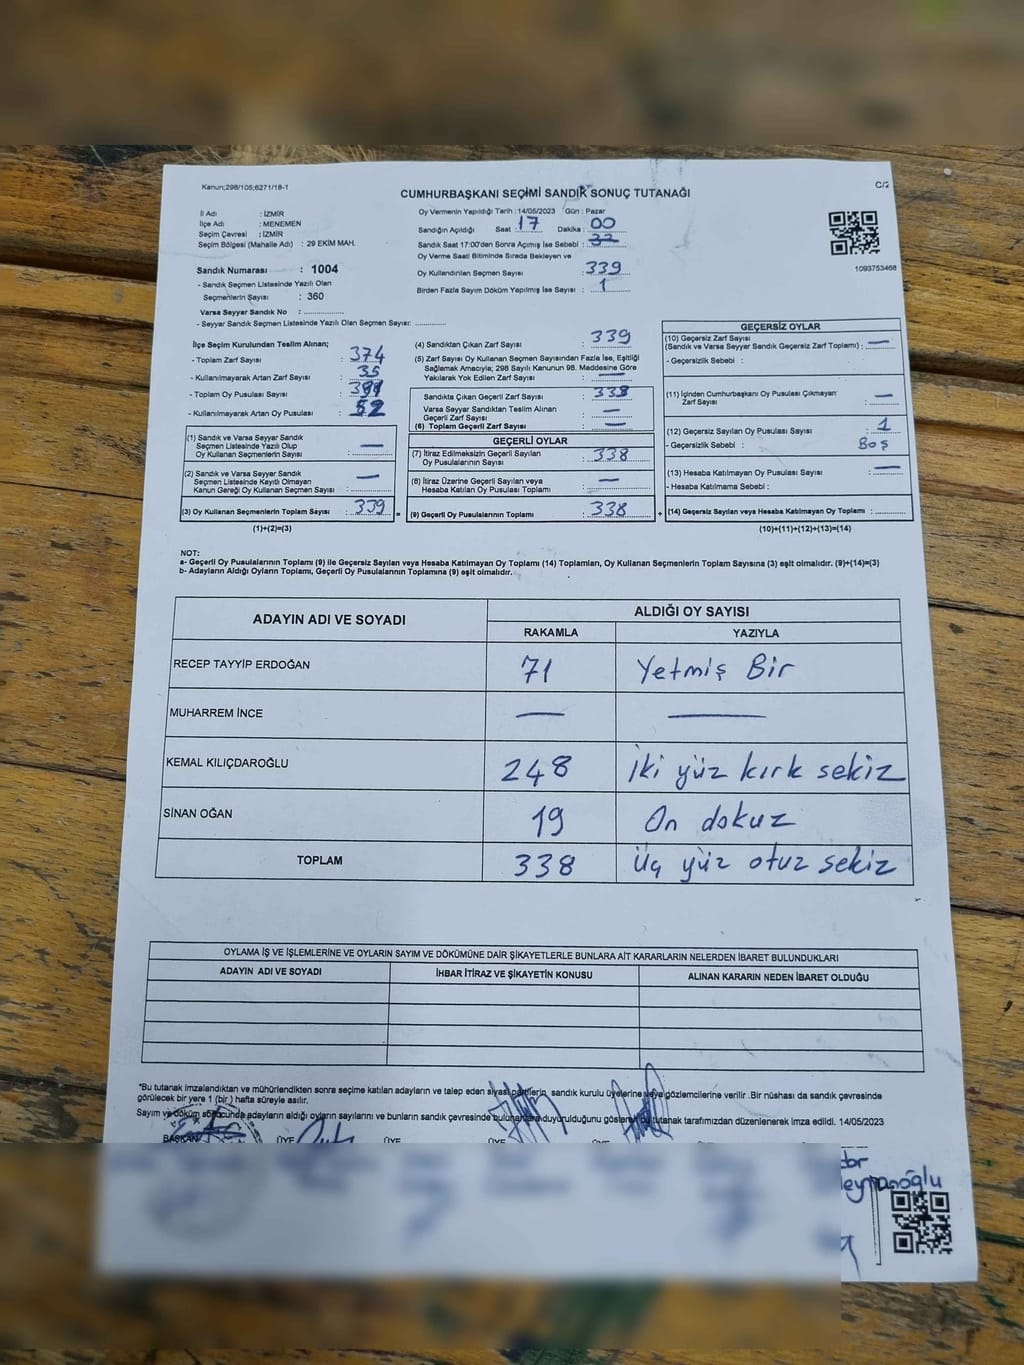 Kanun;298/105;6271/18-1
C/2
CUMHURBAŞKANI SEÇİMİ SANDIK SONUÇ TUTANAĞI
İl Adı : İZMİR
İlçe Adı : MENEMEN
Seçim Çevresi : İZMİR
Seçim Bölgesi (Mahalle Adı) : 29 EKİM MAH.
Sandık Numarası : 1004
- Sandık Seçmen Listesinde Yazılı Olan
Seçmenlerin Sayısı : 360
Varsa Seyyar Sandık No : ..............
- Seyyar Sandık Seçmen Listesinde Yazılı Olan Seçmen Sayısı: ...........
Oy Vermenin Yapıldığı Tarih : 14/05/2023 Gün : Pazar
Sandığın Açıldığı Saat : 17 Dakika : 00
Sandık Saat 17:00'den Sonra Açımış İse Sebebi :
Oy Verme Saati Bitiminde Sırada Bekleyen ve
Oy Kullandırılan Seçmen Sayısı : 339
Birden Fazla Sayım Döküm Yapılmış İse Sayısı : 1
1093753468
İlçe Seçim Kurulundan Teslim Alınan;
- Toplam Zarf Sayısı : 374
- Kullanılmayarak Artan Zarf Sayısı : 35
- Toplam Oy Pusulası Sayısı :
- Kullanılmayarak Artan Oy Pusulası : 52
(1) Sandık ve Varsa Seyyar Sandık
Seçmen Listesinde Yazılı Olup
Oy Kullanan Seçmenlerin Sayısı : —
(2) Sandık ve Varsa Seyyar Sandık
Seçmen Listesinde Kayıtlı Olmayan
Kanun Gereği Oy Kullanan Seçmen Sayısı : —
(3) Oy Kullanan Seçmenlerin Toplam Sayısı : 339 =
(1)+(2)=(3)
(4) Sandıktan Çıkan Zarf Sayısı : 339
(5) Zarf Sayısı Oy Kullanan Seçmen Sayısından Fazla İse, Eşitliği
Sağlamak Amacıyla; 298 Sayılı Kanunun 98. Maddesine Göre
Yakılarak Yok Edilen Zarf Sayısı : —
Sandıkta Çıkan Geçerli Zarf Sayısı : 338
Varsa Seyyar Sandıktan Teslim Alınan
Geçerli Zarf Sayısı : —
(6) Toplam Geçerli Zarf Sayısı : —
GEÇERLİ OYLAR
(7) İtiraz Edilmeksizin Geçerli Sayılan
Oy Pusulalarının Sayısı : 338
(8) İtiraz Üzerine Geçerli Sayılan veya
Hesaba Katılan Oy Pusulası Toplamı : —
(9) Geçerli Oy Pusulalarının Toplamı : 338 +
GEÇERSİZ OYLAR
(10) Geçersiz Zarf Sayısı
(Sandık ve Varsa Seyyar Sandık Geçersiz Zarf Toplamı) : —
- Geçersizlik Sebebi :
(11) İçinden Cumhurbaşkanı Oy Pusulası Çıkmayan
Zarf Sayısı : —
(12) Geçersiz Sayılan Oy Pusulası Sayısı : 1
- Geçersizlik Sebebi : Boş
(13) Hesaba Katılmayan Oy Pusulası Sayısı : —
- Hesaba Katılmama Sebebi :
(14) Geçersiz Sayılan veya Hesaba Katılmayan Oy Toplamı : ........
(10)+(11)+(12)+(13)=(14)
NOT:
a- Geçerli Oy Pusulalarının Toplamı (9) ile Geçersiz Sayılan veya Hesaba Katılmayan Oy Toplamı (14) Toplamları, Oy Kullanan Seçmenlerin Toplam Sayısına (3) eşit olmalıdır. (9)+(14)=(3)
b- Adayların Aldığı Oyların Toplamı, Geçerli Oy Pusulalarının Toplamına (9) eşit olmalıdır.
ADAYIN ADI VE SOYADI ALDIĞI OY SAYISI
RAKAMLA YAZIYLA
RECEP TAYYİP ERDOĞAN 71 Yetmiş Bir
MUHARREM İNCE — —
KEMAL KILIÇDAROĞLU 248 İki yüz kırk sekiz
SİNAN OĞAN 19 On dokuz
TOPLAM 338 Üç yüz otuz sekiz
OYLAMA İŞ VE İŞLEMLERİNE VE OYLARIN SAYIM VE DÖKÜMÜNE DAİR ŞİKAYETLERLE BUNLARA AİT KARARLARIN NELERDEN İBARET BULUNDUKLARI
ADAYIN ADI VE SOYADI İHBAR İTİRAZ VE ŞİKAYETİN KONUSU ALINAN KARARIN NEDEN İBARET OLDUĞU
*Bu tutanak imzalandıktan ve mühürlendikten sonra seçime katılan adayların ve talep eden siyasi partilerin, sandık kurulu üyelerine veya gözlemcilerine verilir .Bir nüshası da sandık çevresinde
görülecek bir yere 1 (bir ) hafta süreyle asılır.
Sayım ve döküm sonucunda adayların aldığı oyların sayılarını ve bunların sandık çevresinde bulunanlara duyurulduğunu gösteren bu tutanak tarafımızdan düzenlenerek imza edildi. 14/05/2023
BAŞKAN ÜYE ÜYE ÜYE ÜYE